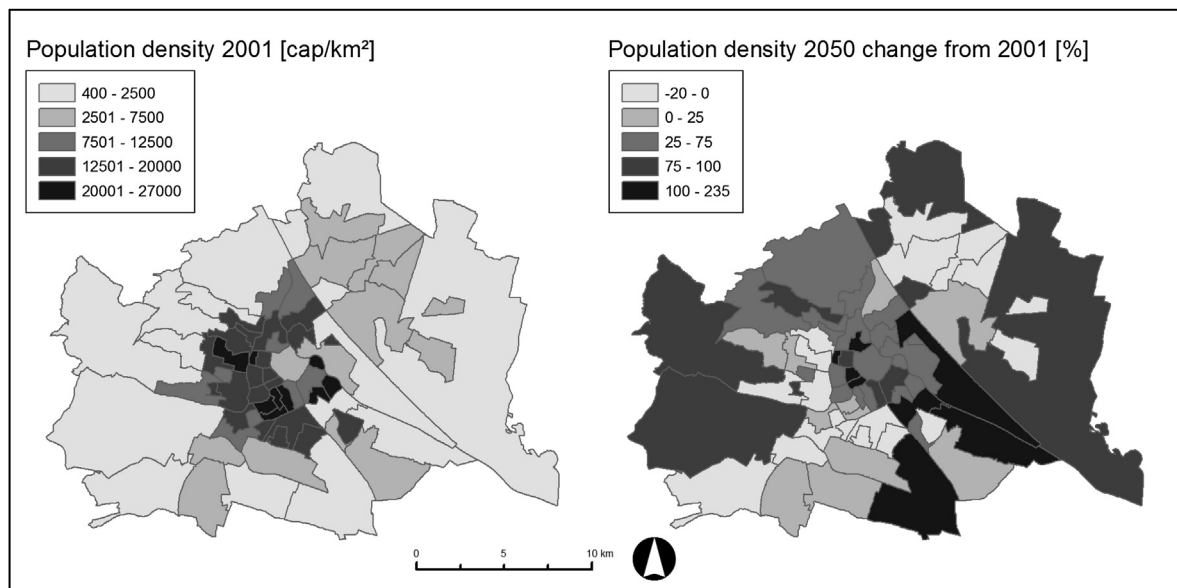 Population density 2001 [cap/km²]
400 - 2500
2501 - 7500
7501 - 12500
12501 - 20000
20001 - 27000
Population density 2050 change from 2001 [%]
-20 - 0
0 - 25
25 - 75
75 - 100
100 - 235
0 5 10 km